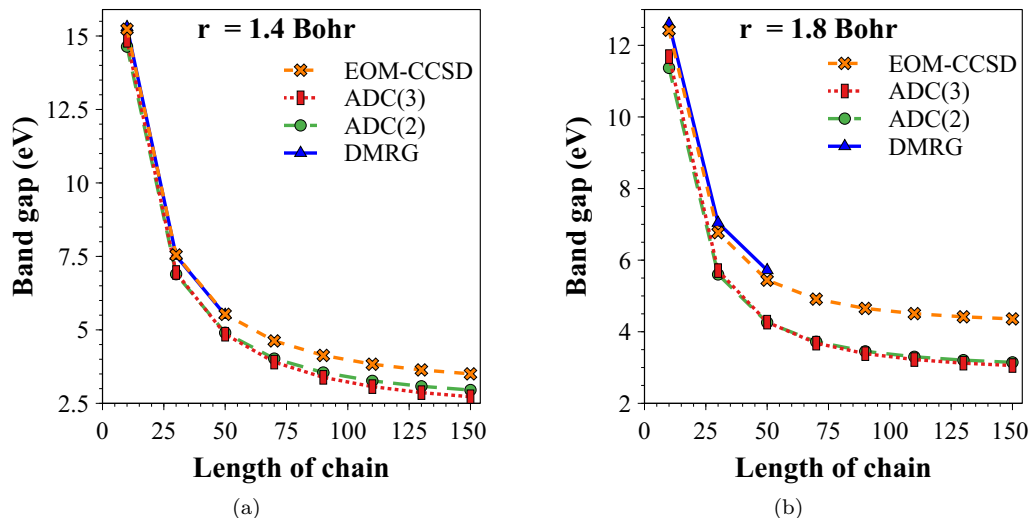 r = 1.4 Bohr
EOM-CCSD
ADC(3)
ADC(2)
DMRG
Band gap (eV)
15
12.5
10
7.5
5
2.5
0
25
50
75
100
125
150
Length of chain
(a)
r = 1.8 Bohr
EOM-CCSD
ADC(3)
ADC(2)
DMRG
Band gap (eV)
12
10
8
6
4
2
0
25
50
75
100
125
150
Length of chain
(b)